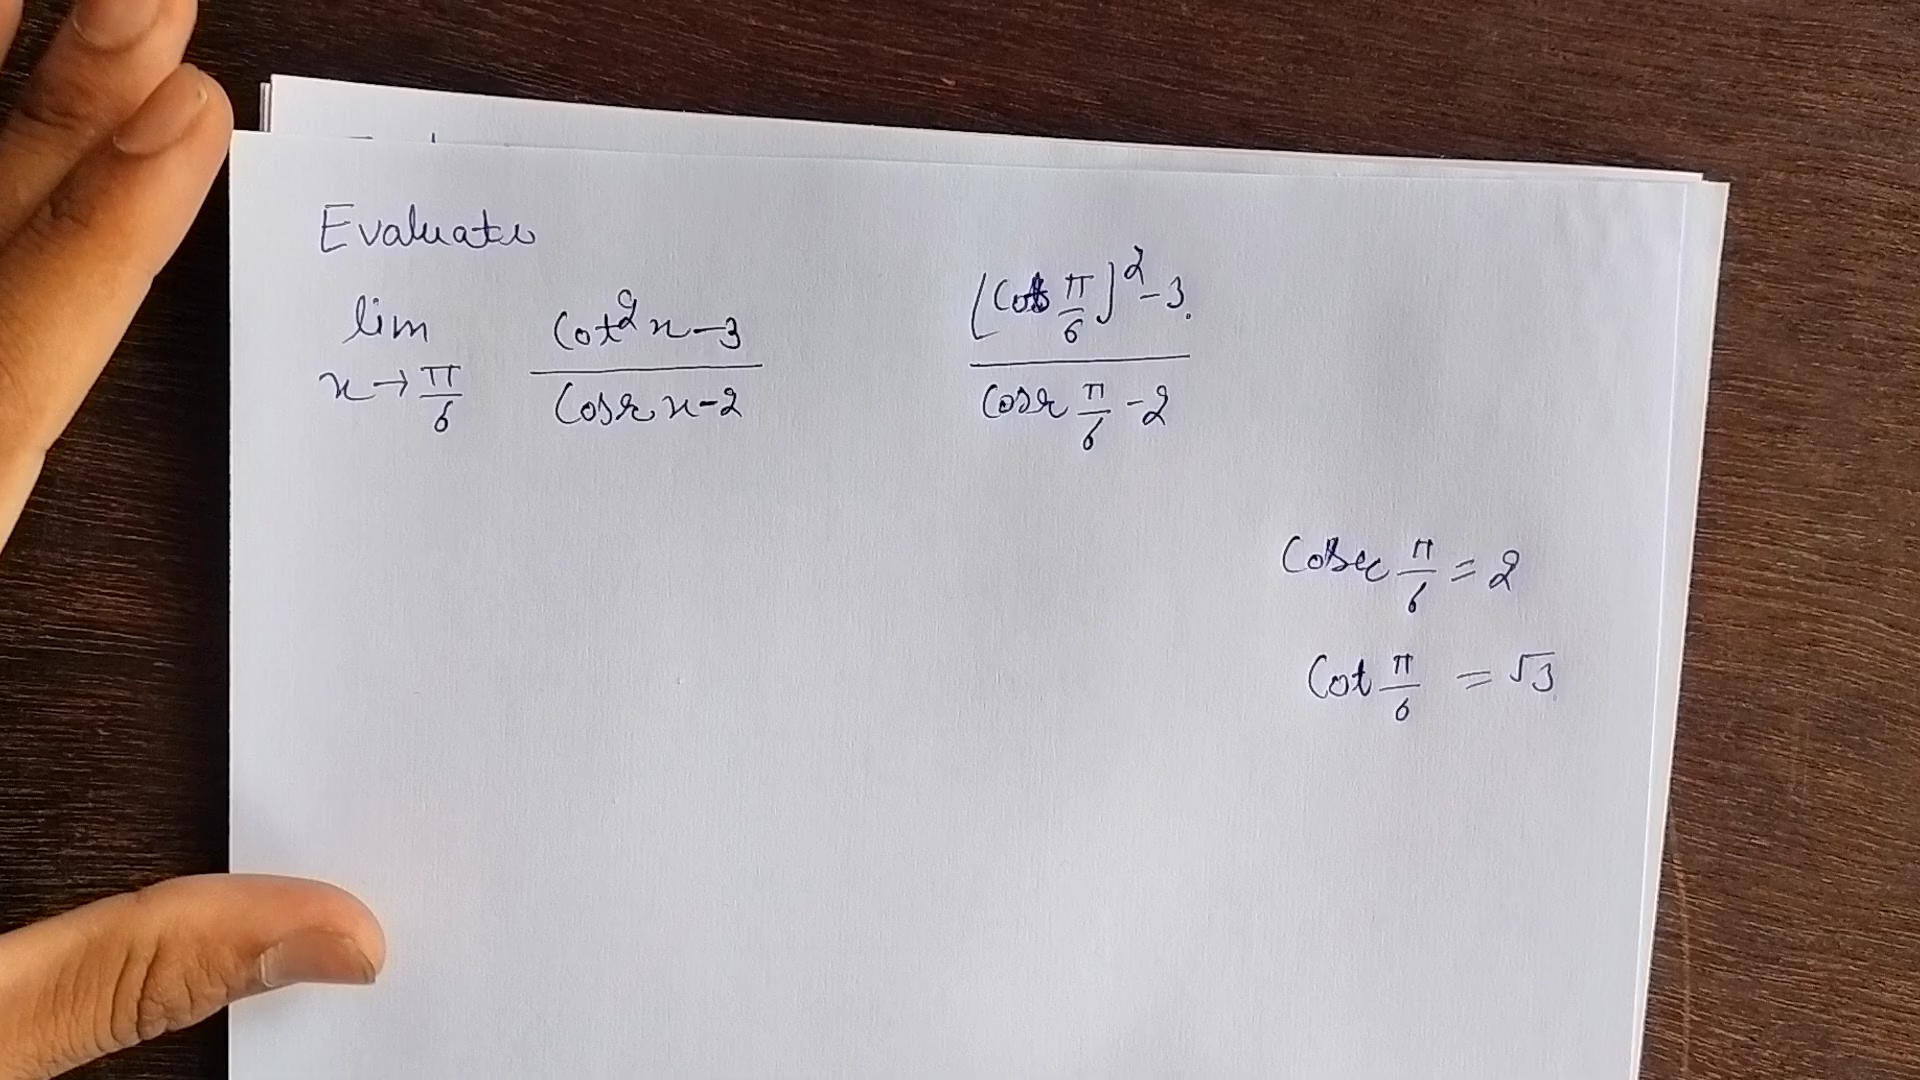 Evaluate
lim x→π/6 (Cot²x-3)/(Cosec x-2)
((Cot π/6)²-3)/(Cosec π/6 -2)
Cosec π/6 = 2
Cot π/6 = √3